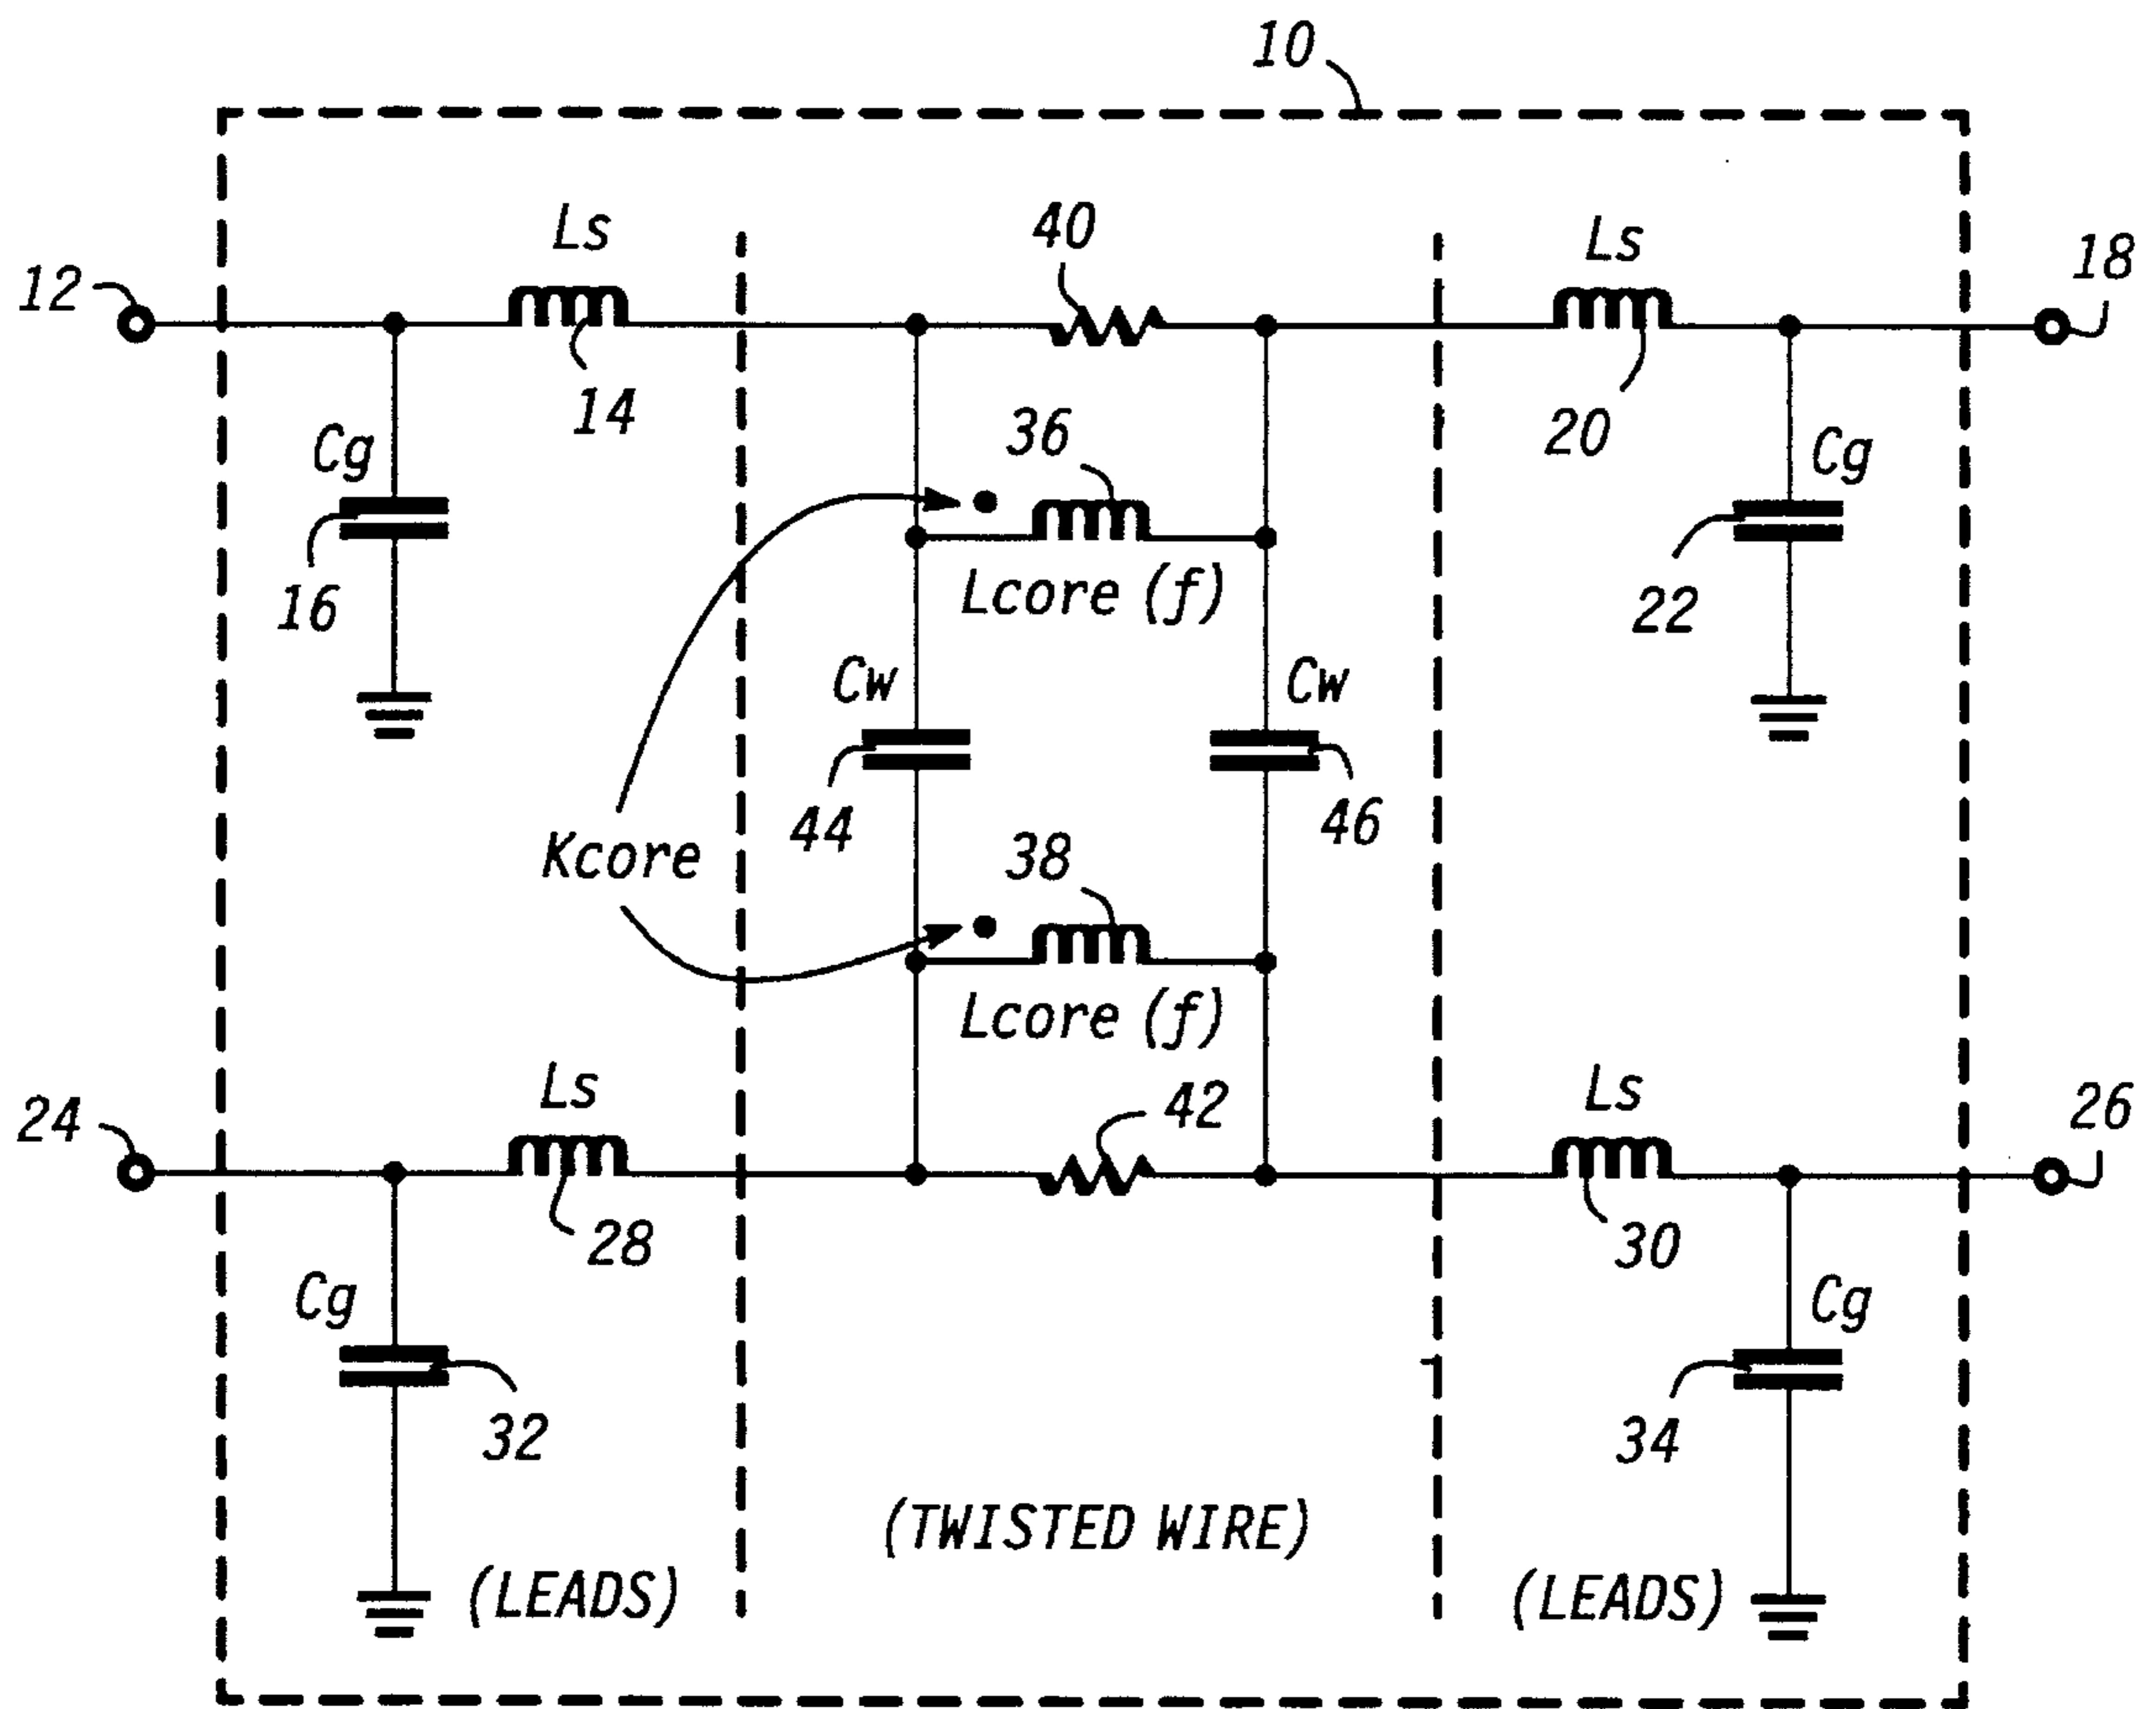 10
Ls
40
Ls
12
18
14
36
20
Cg
Cg
16
Lcore (f)
22
Cw
Cw
44
46
Kcore
38
Lcore (f)
24
Ls
42
Ls
26
28
30
Cg
Cg
32
34
(TWISTED WIRE)
(LEADS)
(LEADS)